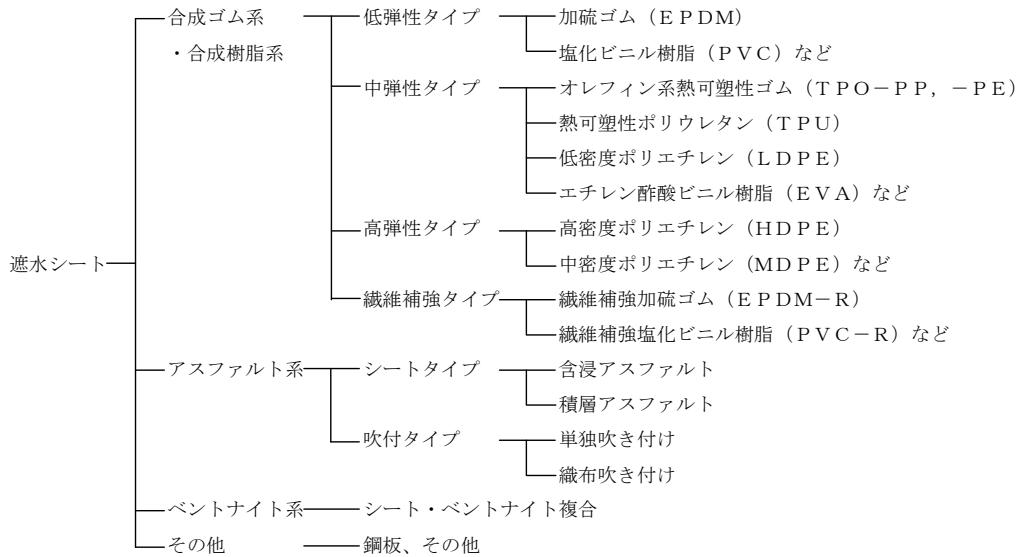 合成ゴム系 低弾性タイプ 加硫ゴム（ＥＰＤＭ）
・合成樹脂系 塩化ビニル樹脂（ＰＶＣ）など
中弾性タイプ オレフィン系熱可塑性ゴム（ＴＰＯ－ＰＰ，－ＰＥ）
熱可塑性ポリウレタン（ＴＰＵ）
低密度ポリエチレン（ＬＤＰＥ）
エチレン酢酸ビニル樹脂（ＥＶＡ）など
高弾性タイプ 高密度ポリエチレン（ＨＤＰＥ）
遮水シート 中密度ポリエチレン（ＭＤＰＥ）など
繊維補強タイプ 繊維補強加硫ゴム（ＥＰＤＭ－Ｒ）
繊維補強塩化ビニル樹脂（ＰＶＣ－Ｒ）など
アスファルト系 シートタイプ 含浸アスファルト
積層アスファルト
吹付タイプ 単独吹き付け
織布吹き付け
ベントナイト系 シート・ベントナイト複合
その他 鋼板、その他